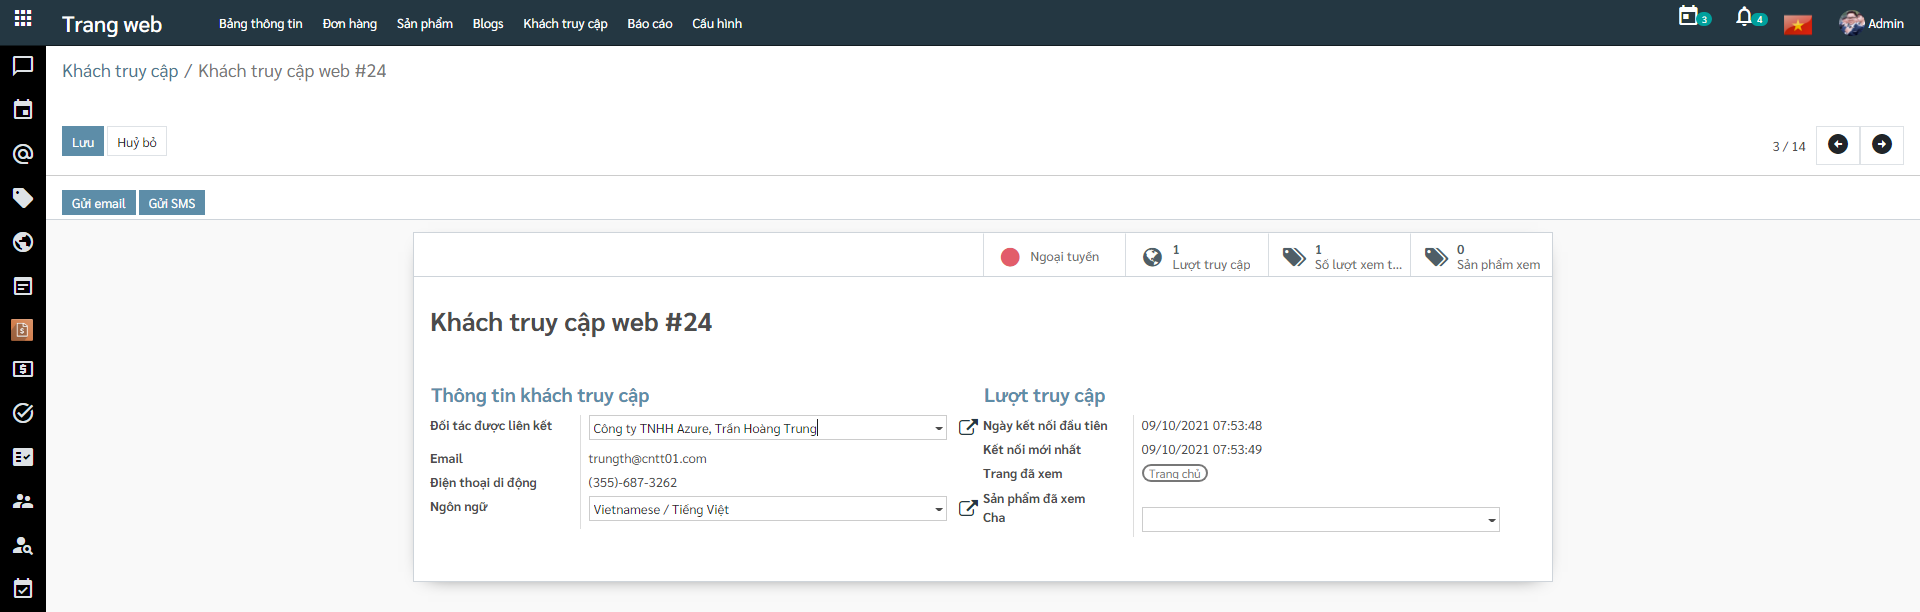 Trang web Bảng thông tin Đơn hàng Sản phẩm Blogs Khách truy cập Báo cáo Cấu hình 3 4 Admin
Khách truy cập / Khách truy cập web #24
Lưu Huỷ bỏ 3 / 14
Gửi email Gửi SMS
Ngoại tuyến
1 Lượt truy cập
1 Số lượt xem t...
0 Sản phẩm xem
Khách truy cập web #24
Thông tin khách truy cập
Đối tác được liên kết Công ty TNHH Azure, Trần Hoàng Trung
Email trungth@cntt01.com
Điện thoại di động (355)-687-3262
Ngôn ngữ Vietnamese / Tiếng Việt
Lượt truy cập
Ngày kết nối đầu tiên 09/10/2021 07:53:48
Kết nối mới nhất 09/10/2021 07:53:49
Trang đã xem Trang chủ
Sản phẩm đã xem
Cha